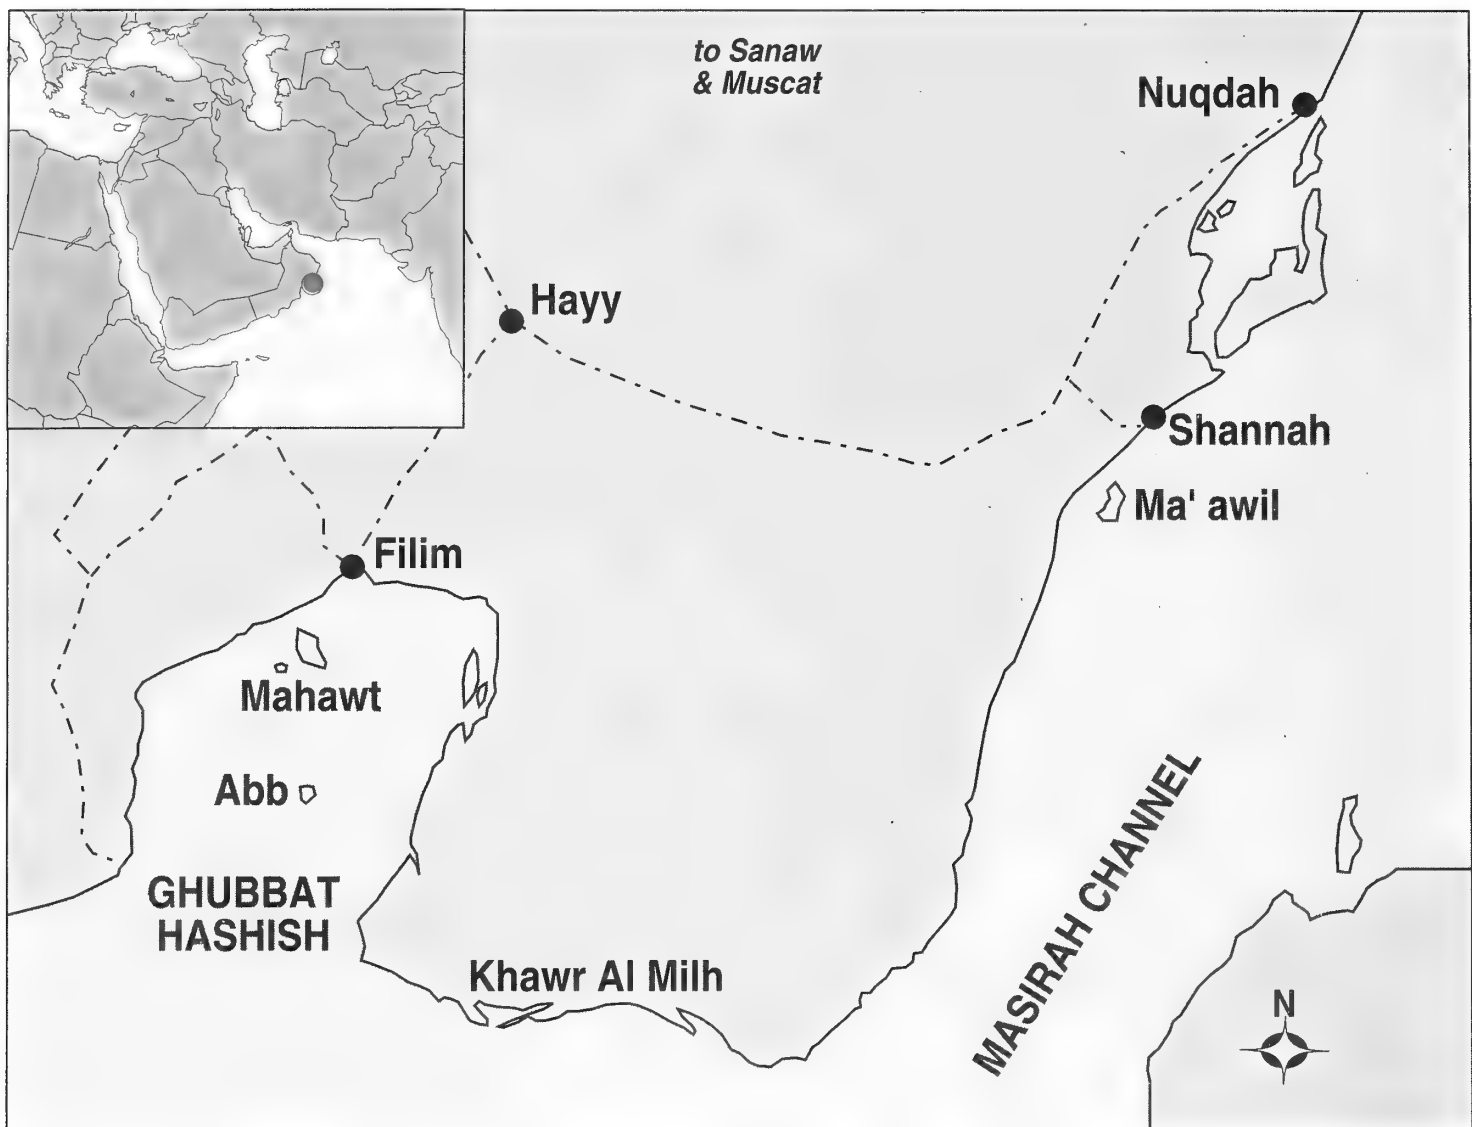 to Sanaw
& Muscat
Nuqdah
Hayy
Shannah
Ma' awil
Filim
Mahawt
Abb
GHUBBAT
HASHISH
Khawr Al Milh
MASIRAH CHANNEL
N